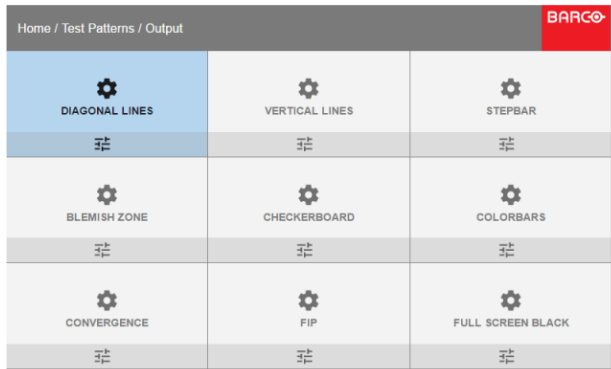 Home / Test Patterns / Output
BARCO
DIAGONAL LINES
VERTICAL LINES
STEPBAR
BLEMISH ZONE
CHECKERBOARD
COLORBARS
CONVERGENCE
FIP
FULL SCREEN BLACK